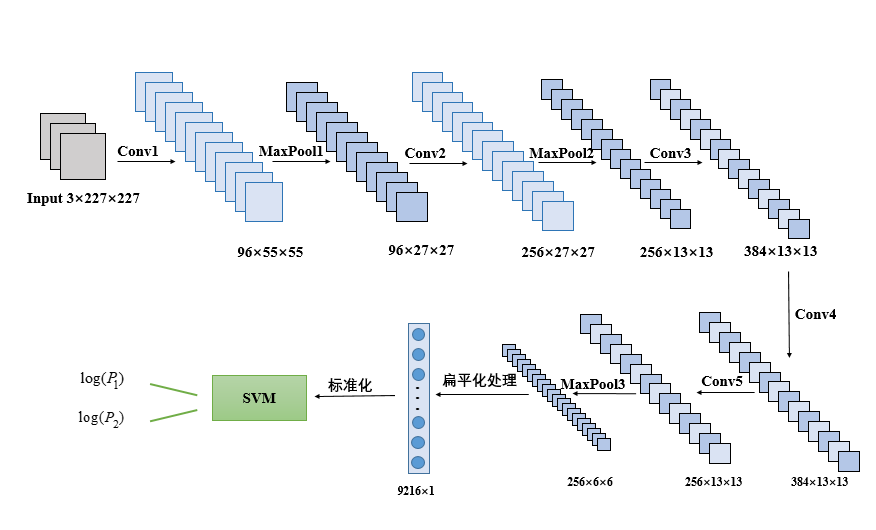 Conv1
MaxPool1
Conv2
MaxPool2
Conv3
Input 3×227×227
96×55×55
96×27×27
256×27×27
256×13×13
384×13×13
Conv4
log(P₁)
log(P₂)
SVM
标准化
扁平化处理
MaxPool3
Conv5
9216×1
256×6×6
256×13×13
384×13×13